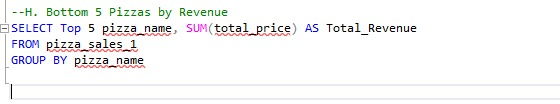 --H. Bottom 5 Pizzas by Revenue
SELECT Top 5 pizza_name, SUM(total_price) AS Total_Revenue
FROM pizza_sales_1
GROUP BY pizza_name